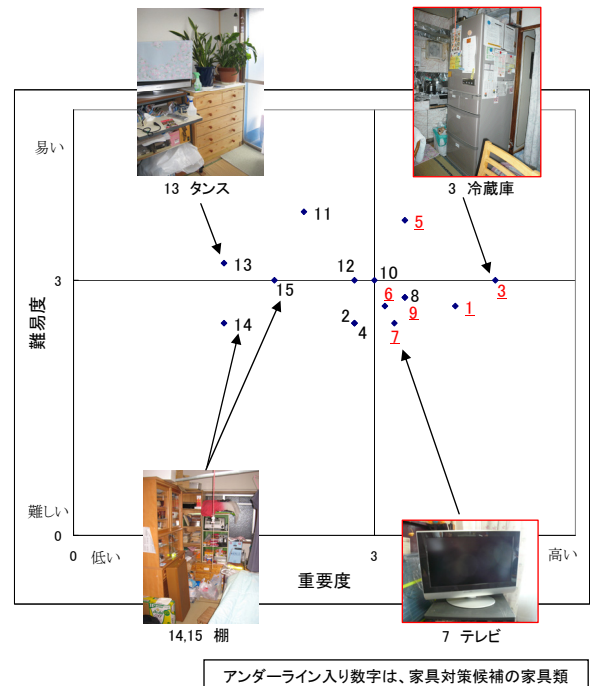 13 タンス
3 冷蔵庫
易い
11
5
13
12
10
3
3
15
6
8
9
1
14
2
4
7
難易度
難しい
0
0
低い
3
高い
重要度
14,15 棚
7 テレビ
アンダーライン入り数字は、家具対策候補の家具類